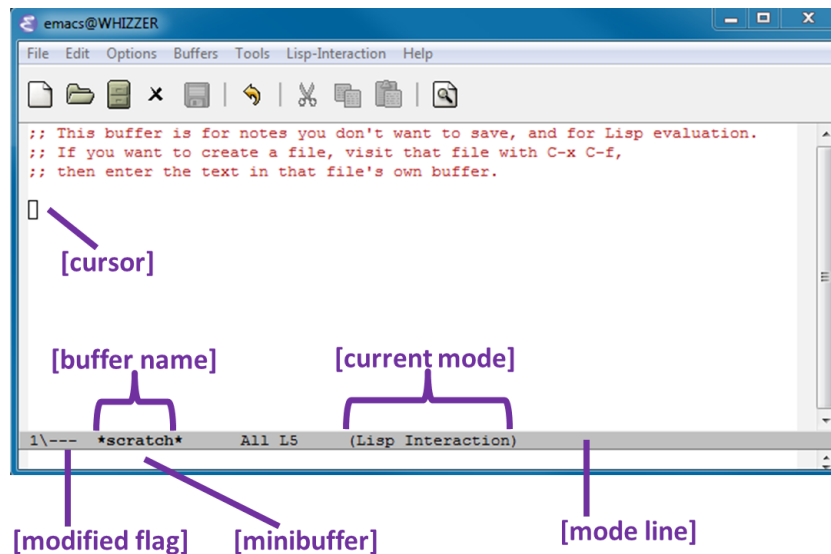 emacs@WHIZZER
File Edit Options Buffers Tools Lisp-Interaction Help
;; This buffer is for notes you don't want to save, and for Lisp evaluation.
;; If you want to create a file, visit that file with C-x C-f,
;; then enter the text in that file's own buffer.
[cursor]
[buffer name] [current mode]
1\--- *scratch* All L5 (Lisp Interaction)
[modified flag] [minibuffer] [mode line]